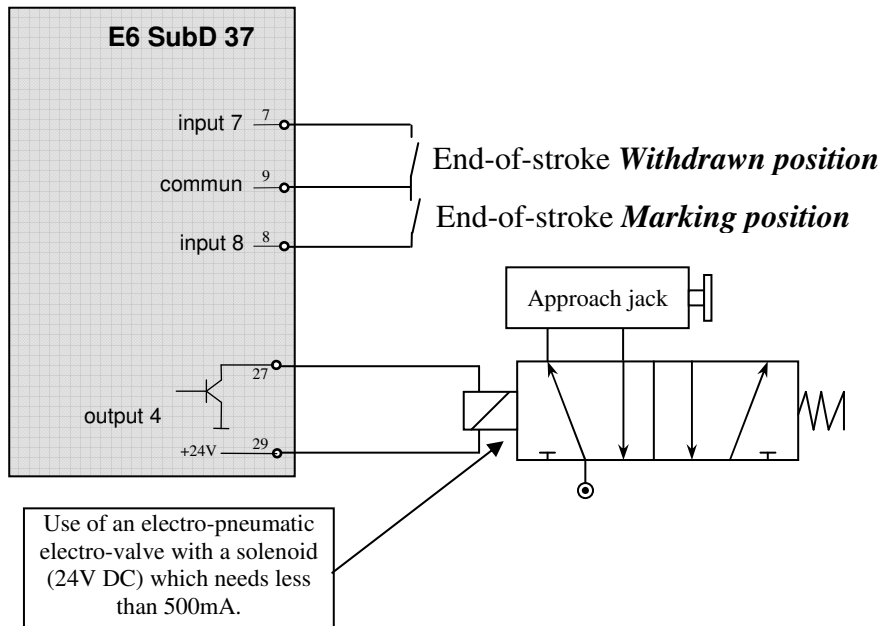 E6 SubD 37
input 7 7
End-of-stroke Withdrawn position
commun 9
End-of-stroke Marking position
input 8 8
Approach jack
27
output 4
+24V 29
Use of an electro-pneumatic
electro-valve with a solenoid
(24V DC) which needs less
than 500mA.